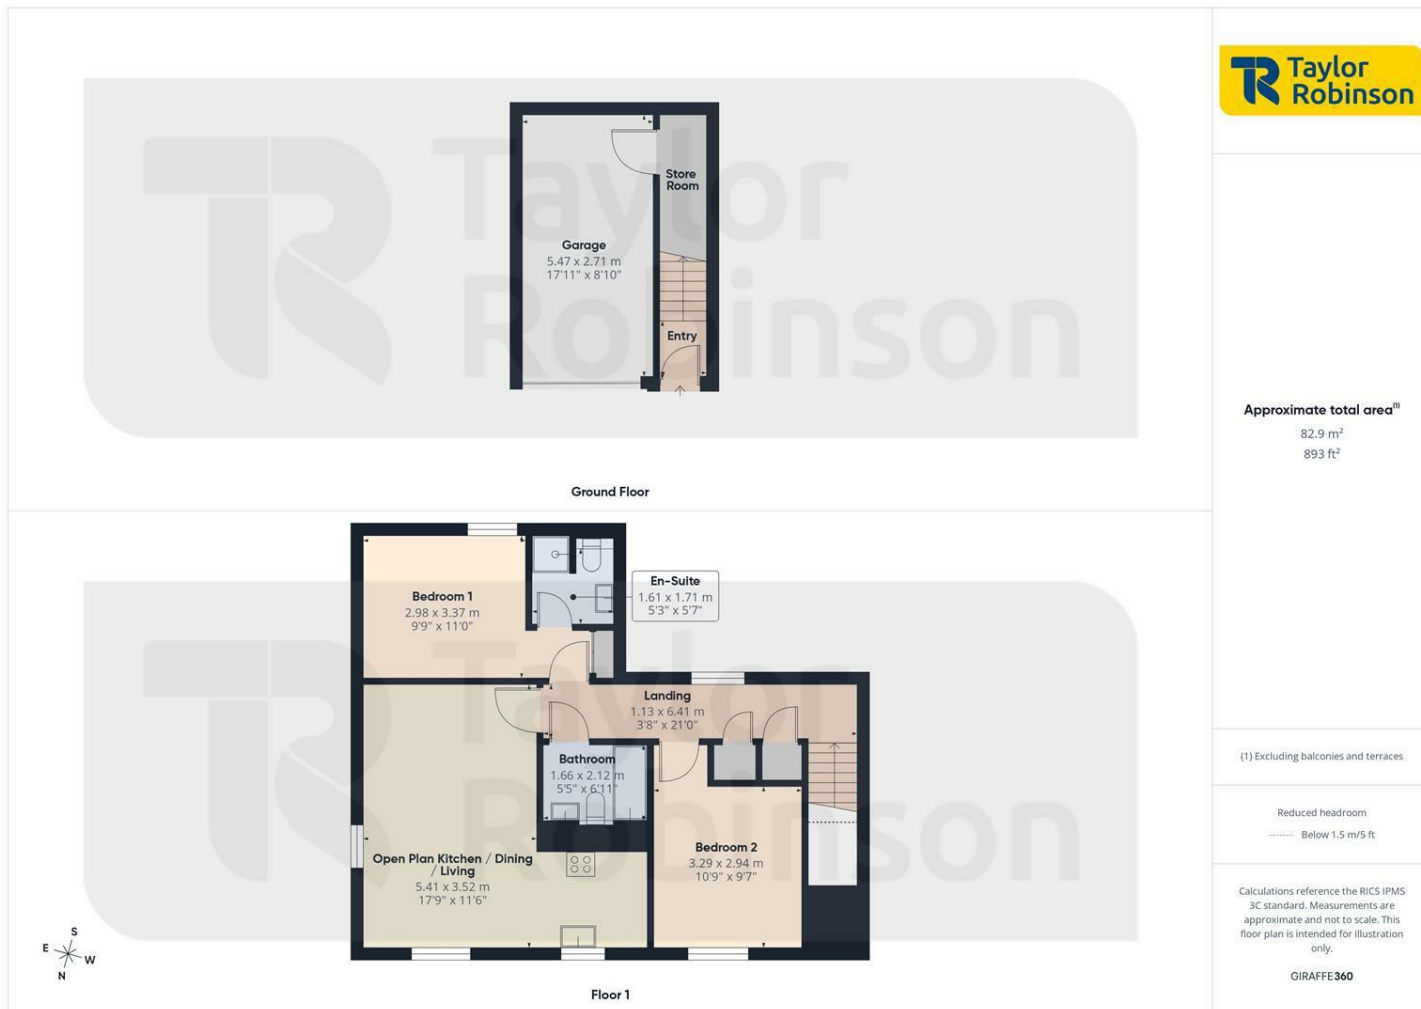 Taylor
Robinson
Store
Room
Garage
5.47 x 2.71 m
17'11" x 8'10"
Entry
Ground Floor
Approximate total area(1)
82.9 m²
893 ft²
Bedroom 1
2.98 x 3.37 m
9'9" x 11'0"
En-Suite
1.61 x 1.71 m
5'3" x 5'7"
Landing
1.13 x 6.41 m
3'8" x 21'0"
Bathroom
1.66 x 2.12 m
5'5" x 6'11"
Open Plan Kitchen / Dining
/ Living
5.41 x 3.52 m
17'9" x 11'6"
Bedroom 2
3.29 x 2.94 m
10'9" x 9'7"
S
E
W
N
Floor 1
(1) Excluding balconies and terraces
Reduced headroom
Below 1.5 m/5 ft
Calculations reference the RICS IPMS
3C standard. Measurements are
approximate and not to scale. This
floor plan is intended for illustration
only.
GIRAFFE360
Taylor
Robinson
Taylor
Robinson